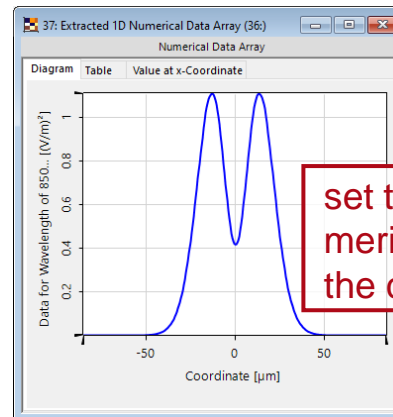 37: Extracted 1D Numerical Data Array (36:)
Numerical Data Array
Diagram Table Value at x-Coordinate
Data for Wavelength of 850... [(V/m)²]
1
0.8
0.6
0.4
0.2
-50 0 50
Coordinate [µm]
set t
meri
the